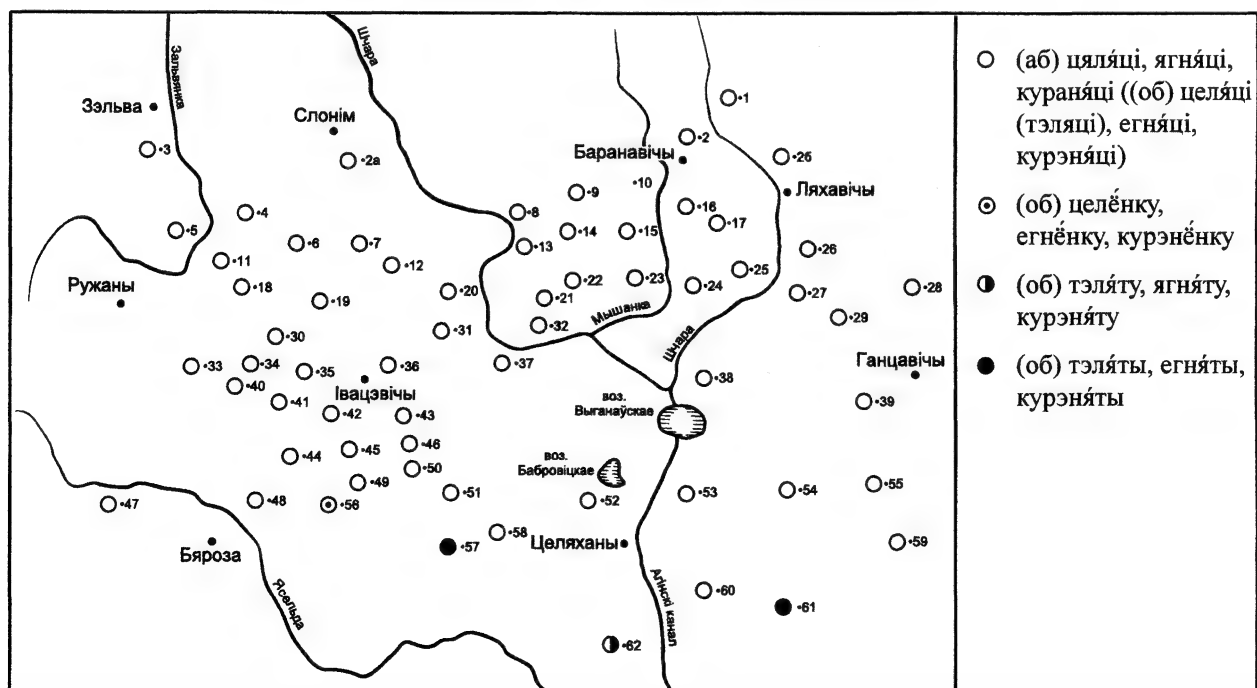 Зэльва
Зальвянка
Шчара
Слонім
Баранавічы
Ляхавічы
Ружаны
Мышанка
Шчара
Івацэвічы
Ганцавічы
воз.
Выганаўскае
воз.
Бабровіцкае
Бяроза
Ясельда
Целяханы
Агінскі канал
•1
•2
•2а
•3
•4
•5
•6
•7
•8
•9
•10
•11
•12
•13
•14
•15
•16
•17
•18
•19
•20
•21
•22
•23
•24
•25
•26
•26
•27
•28
•29
•30
•31
•32
•33
•34
•35
•36
•37
•38
•39
•40
•41
•42
•43
•44
•45
•46
•47
•48
•49
•50
•51
•52
•53
•54
•55
•56
•57
•58
•59
•60
•61
•62
(аб) цяля́ці, ягня́ці,
кураня́ці ((об) целя́ці
(тэляці), егня́ці,
курэня́ці)
(об) целё́нку,
егнё́нку, курэнё́нку
(об) тэля́ту, ягня́ту,
курэня́ту
(об) тэля́ты, егня́ты,
курэня́ты